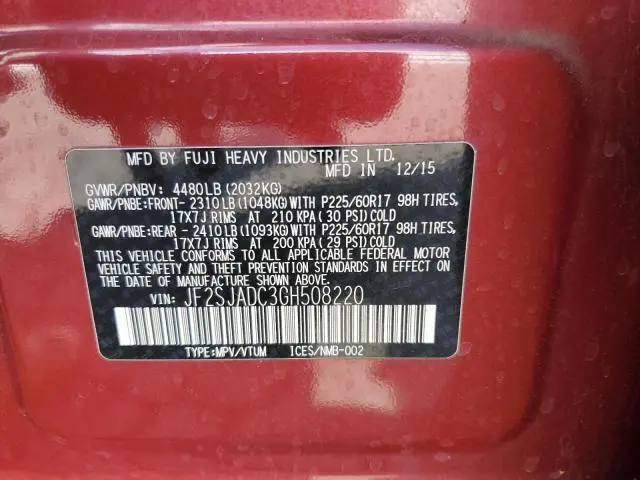 MFD BY FUJI HEAVY INDUSTRIES LTD.
MFD IN 12/15
GVWR/PNBV: 4480LB(2032KG)
GAWR/PNBE:FRONT- 2310LB(1048KG)WITH P225/60R17 98H TIRES,
17X7J RIMS AT 210 KPA(30 PSI)COLD
GAWR/PNBE:REAR - 2410LB(1093KG)WITH P225/60R17 98H TIRES,
17X7J RIMS AT 200 KPA(29 PSI)COLD
THIS VEHICLE CONFORMS TO ALL APPLICABLE FEDERAL MOTOR
VEHICLE SAFETY AND THEFT PREVENTION STANDARDS IN EFFECT ON
THE DATE OF MANUFACTURE SHOWN ABOVE.
VIN: JF2SJADC3GH508220
TYPE:MPV/VTUM ICES/NMB-002